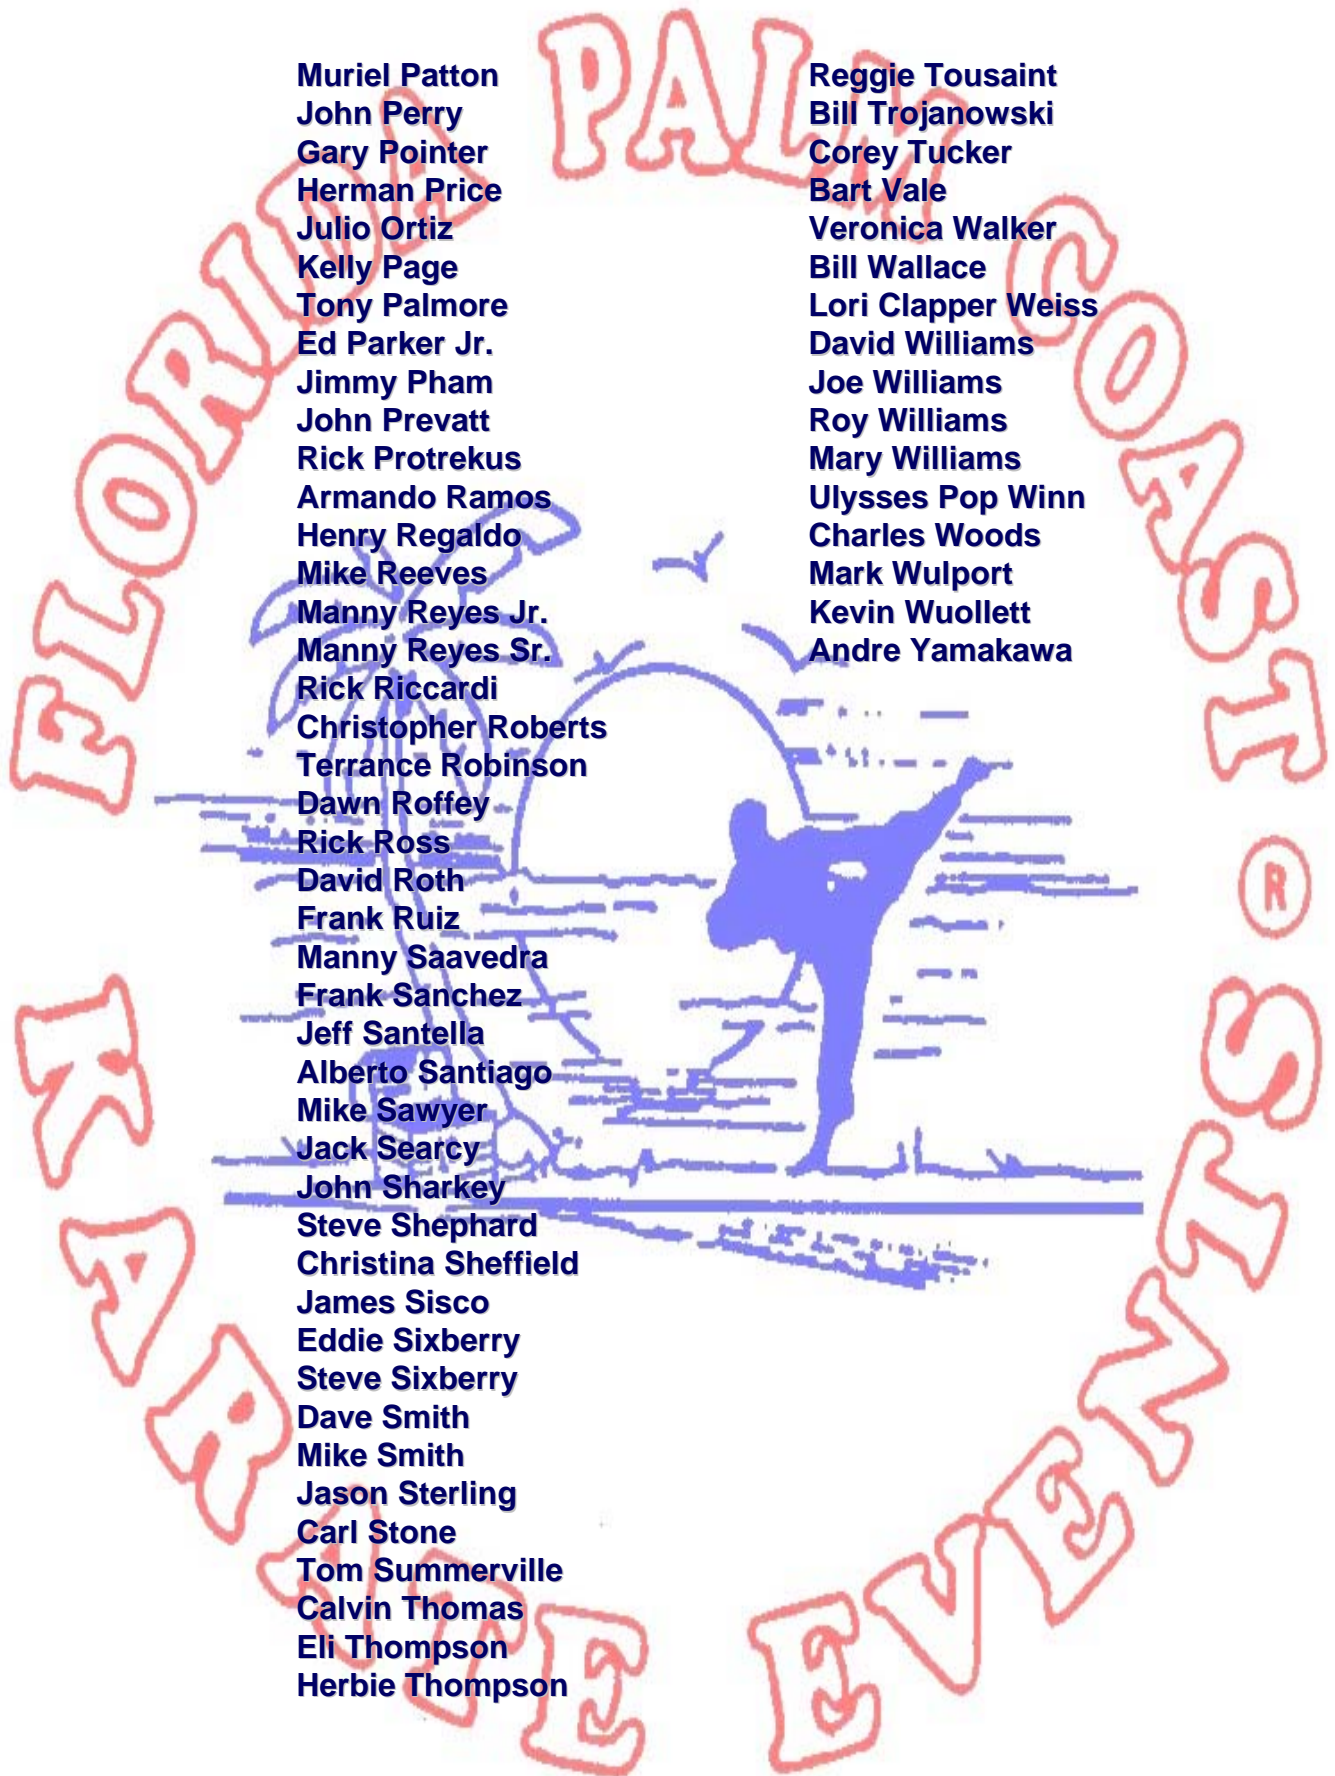 FLORIDA PALM COAST ®
Muriel Patton
John Perry
Gary Pointer
Herman Price
Julio Ortiz
Kelly Page
Tony Palmore
Ed Parker Jr.
Jimmy Pham
John Prevatt
Rick Protrekus
Armando Ramos
Henry Regaldo
Mike Reeves
Manny Reyes Jr.
Manny Reyes Sr.
Rick Riccardi
Christopher Roberts
Terrance Robinson
Dawn Roffey
Rick Ross
David Roth
Frank Ruiz
Manny Saavedra
Frank Sanchez
Jeff Santella
Alberto Santiago
Mike Sawyer
Jack Searcy
John Sharkey
Steve Shephard
Christina Sheffield
James Sisco
Eddie Sixberry
Steve Sixberry
Dave Smith
Mike Smith
Jason Sterling
Carl Stone
Tom Summerville
Calvin Thomas
Eli Thompson
Herbie Thompson
Reggie Tousaint
Bill Trojanowski
Corey Tucker
Bart Vale
Veronica Walker
Bill Wallace
Lori Clapper Weiss
David Williams
Joe Williams
Roy Williams
Mary Williams
Ulysses Pop Winn
Charles Woods
Mark Wulport
Kevin Wuollett
Andre Yamakawa
KARATE EVENTS